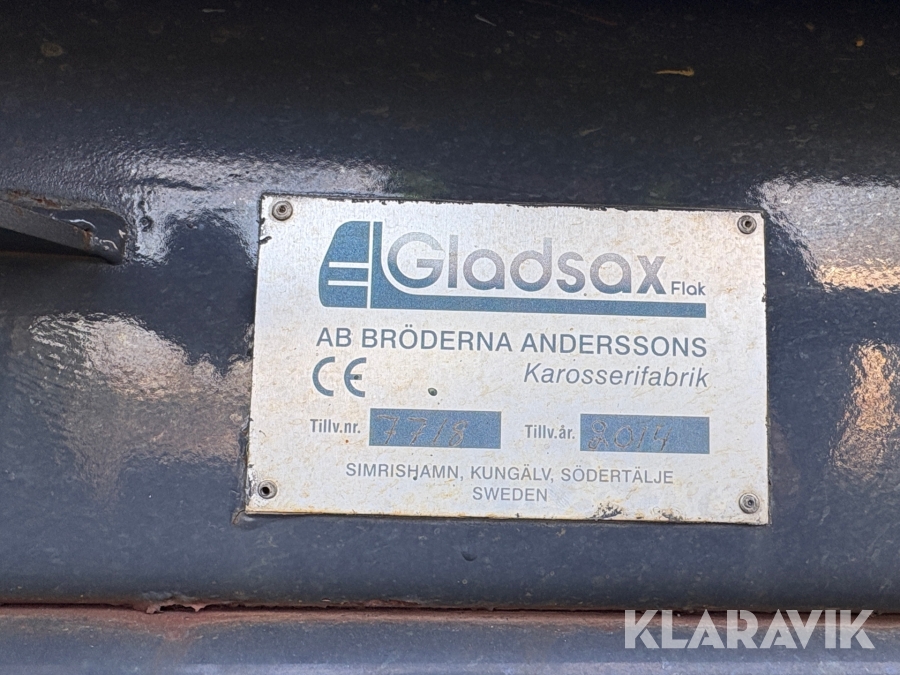 Gladsax Flak
AB BRÖDERNA ANDERSSONS
Karosserifabrik
CE
Tillv.nr. 7718 Tillv.år. 2014
SIMRISHAMN, KUNGÄLV, SÖDERTÄLJE
SWEDEN
KLARAVIK